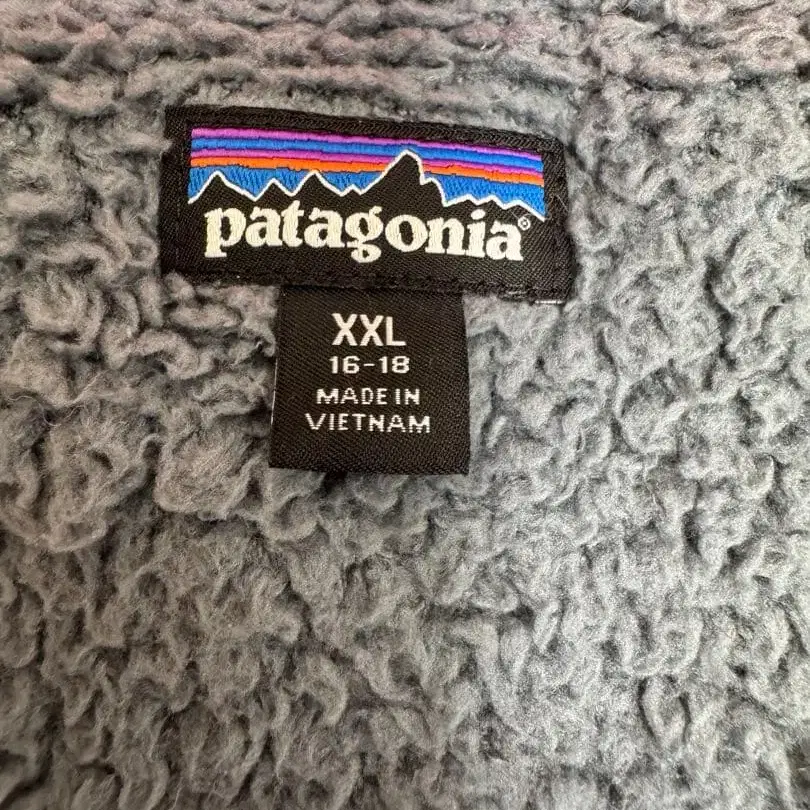 patagonia®
XXL
16-18
MADE IN
VIETNAM